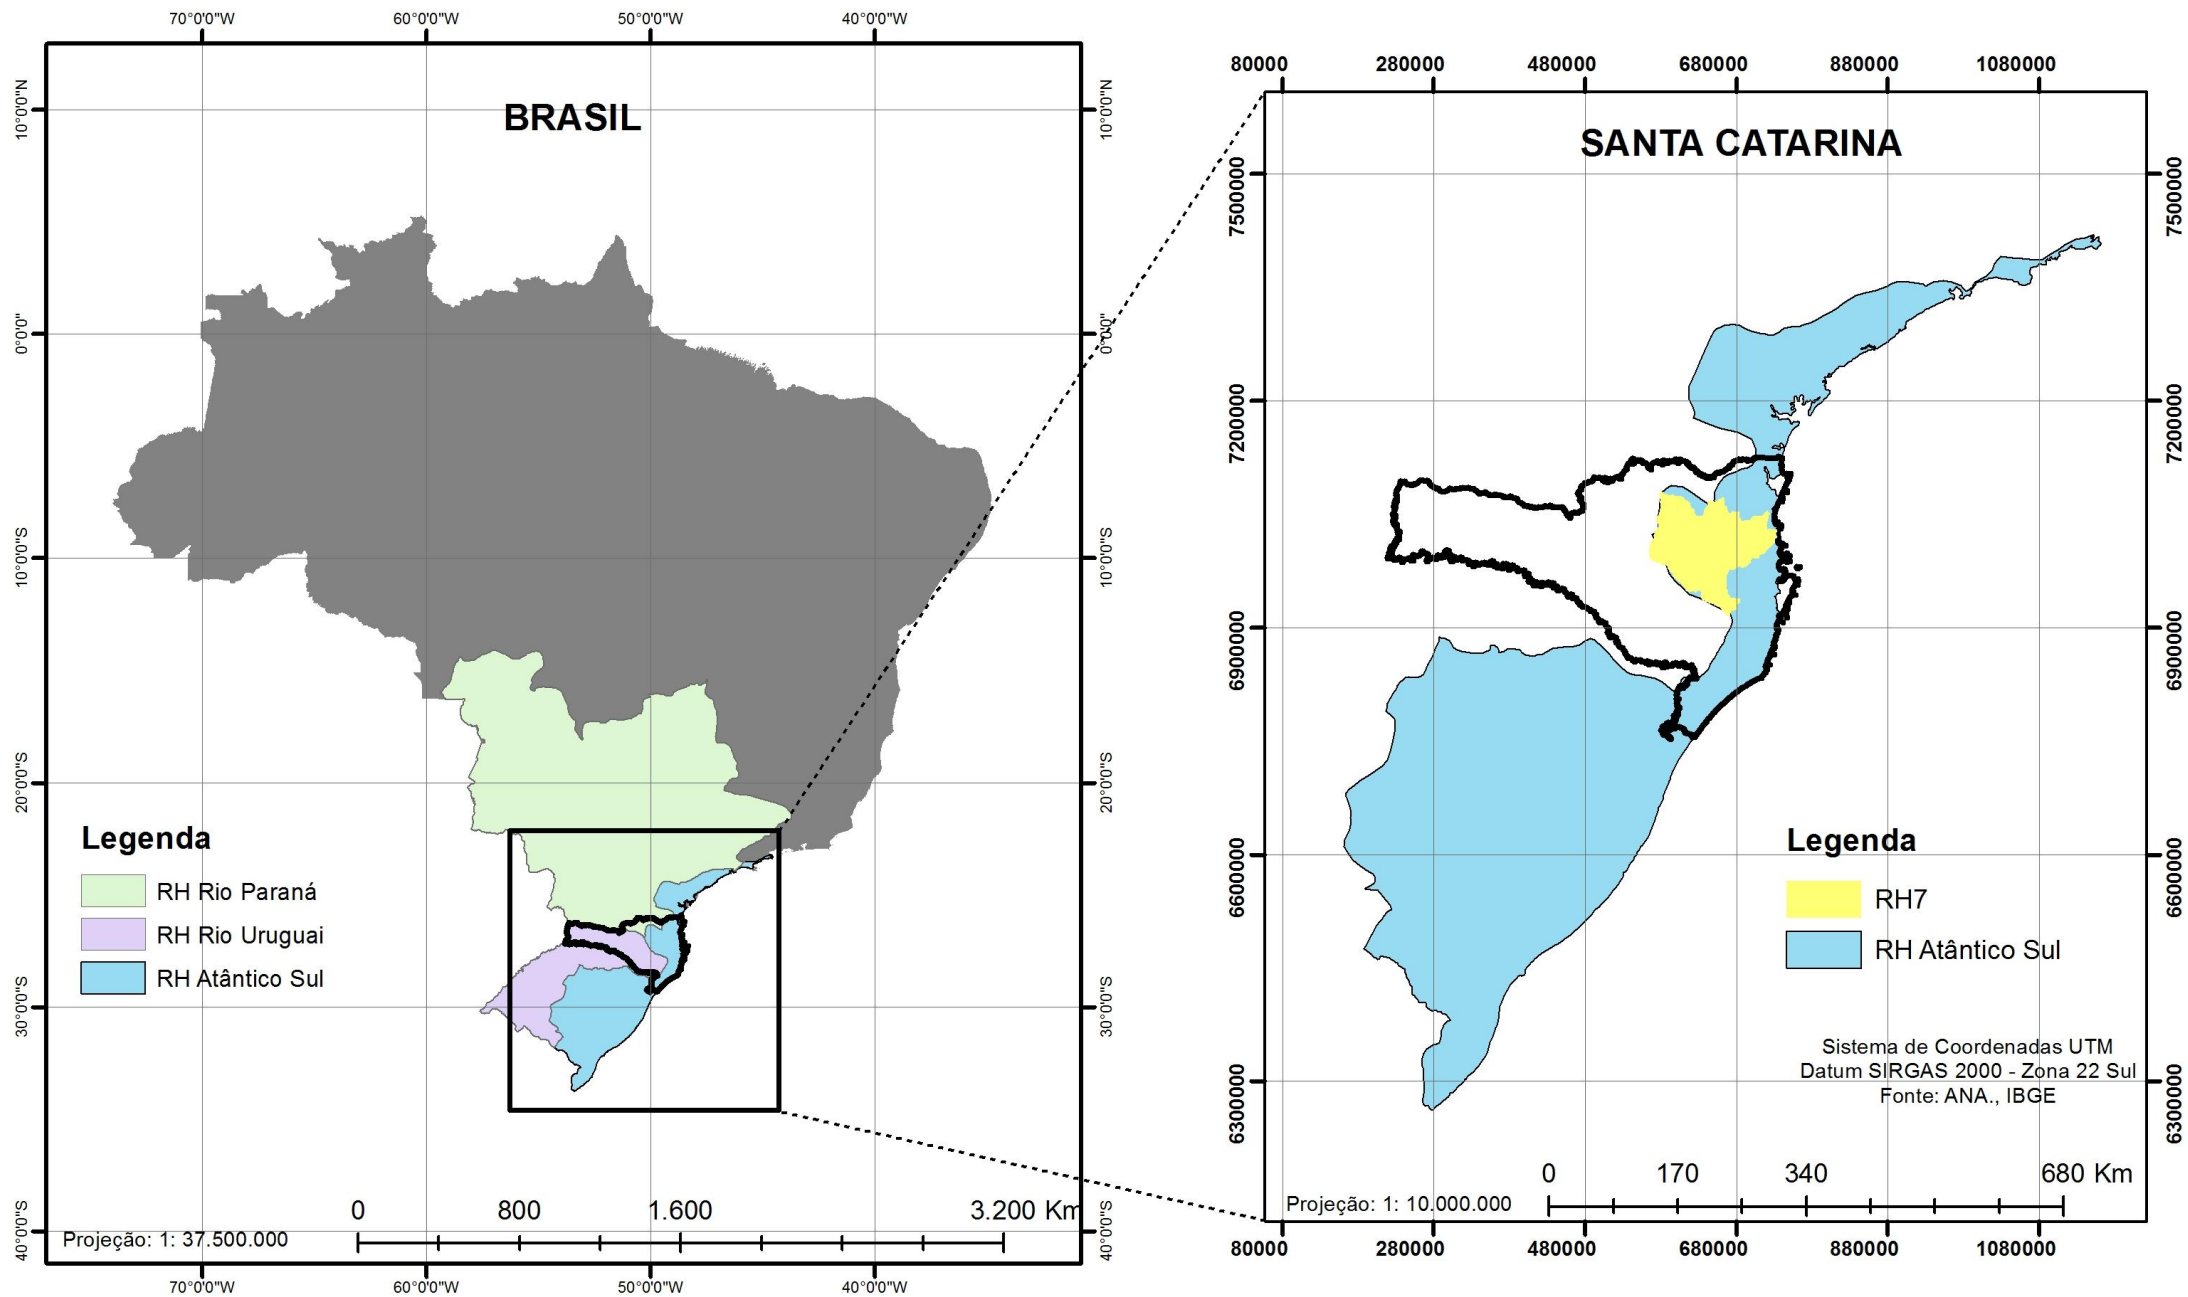 70°0'0"W 60°0'0"W 50°0'0"W 40°0'0"W
BRASIL
10°0'0"N
0°0'0"
10°0'0"S
20°0'0"S
30°0'0"S
40°0'0"S
10°0'0"N
0°0'0"
10°0'0"S
20°0'0"S
30°0'0"S
40°0'0"S
Legenda
RH Rio Paraná
RH Rio Uruguai
RH Atântico Sul
0 800 1.600 3.200 Km
Projeção: 1: 37.500.000
70°0'0"W 60°0'0"W 50°0'0"W 40°0'0"W
80000 280000 480000 680000 880000 1080000
SANTA CATARINA
7500000
7200000
6900000
6600000
6300000
7500000
7200000
6900000
6600000
6300000
Legenda
RH7
RH Atântico Sul
Sistema de Coordenadas UTM
Datum SIRGAS 2000 - Zona 22 Sul
Fonte: ANA., IBGE
0 170 340 680 Km
Projeção: 1: 10.000.000
80000 280000 480000 680000 880000 1080000